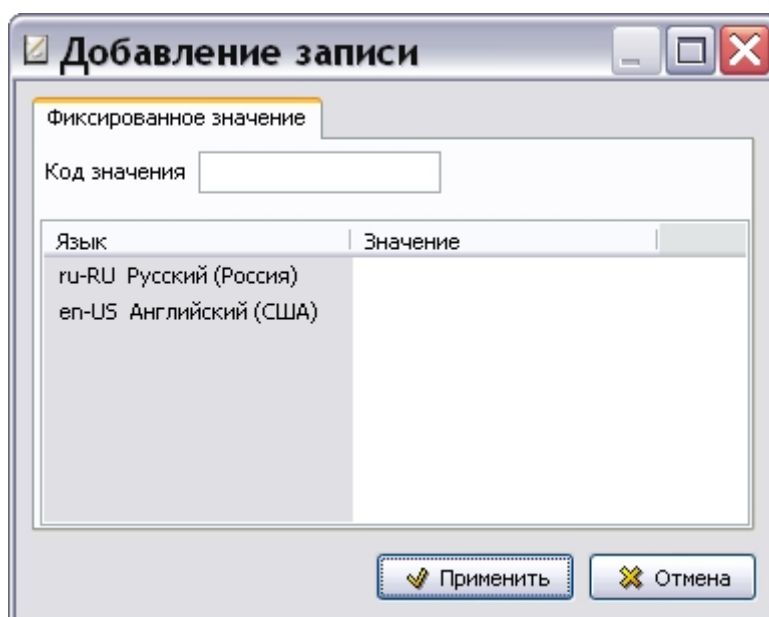 Добавление записи
Фиксированное значение
Код значения
Язык Значение
ru-RU Русский (Россия)
en-US Английский (США)
Применить Отмена